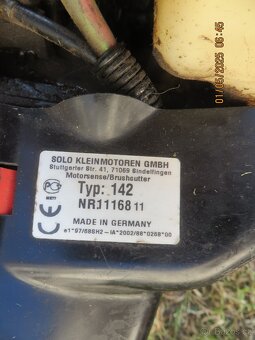 01/05/2025 06:45
SOLO KLEINMOTOREN GMBH
Stuttgarter Str. 41, 71069 Sindelfingen
Motorsense/Brushcutter
Typ: 142
NR11168 11
MADE IN GERMANY
e1*97/68SH2-IA*2002/88*0268*00